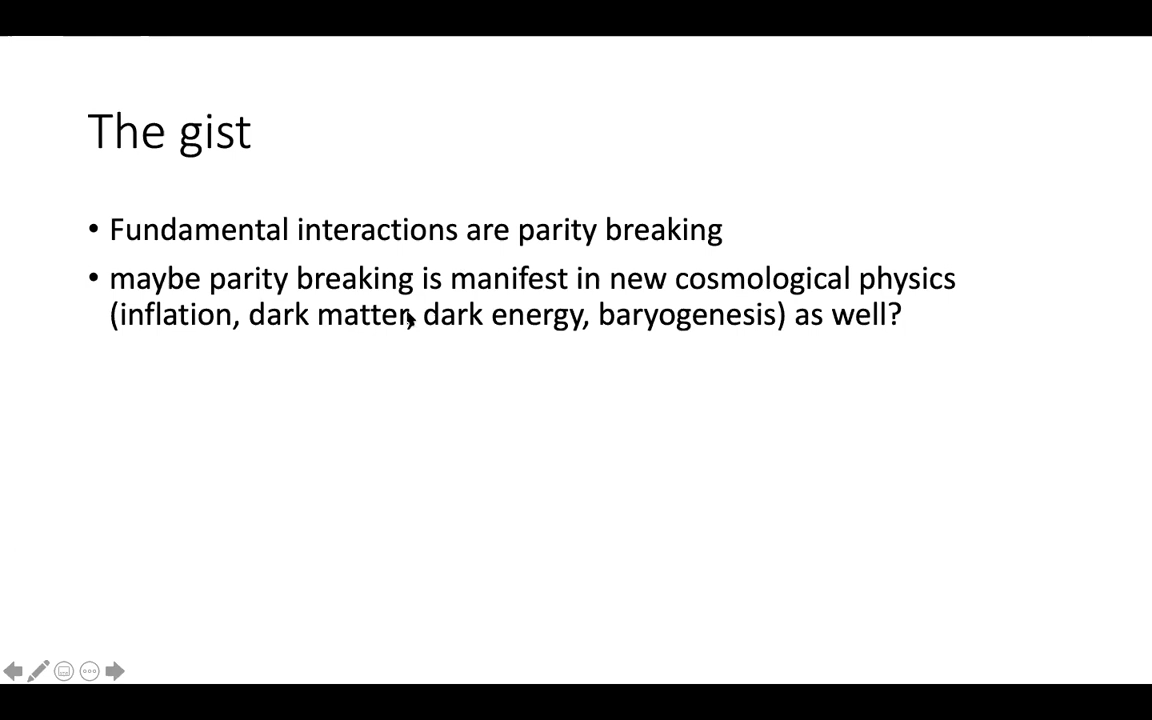 The gist
• Fundamental interactions are parity breaking
• maybe parity breaking is manifest in new cosmological physics
(inflation, dark matter, dark energy, baryogenesis) as well?